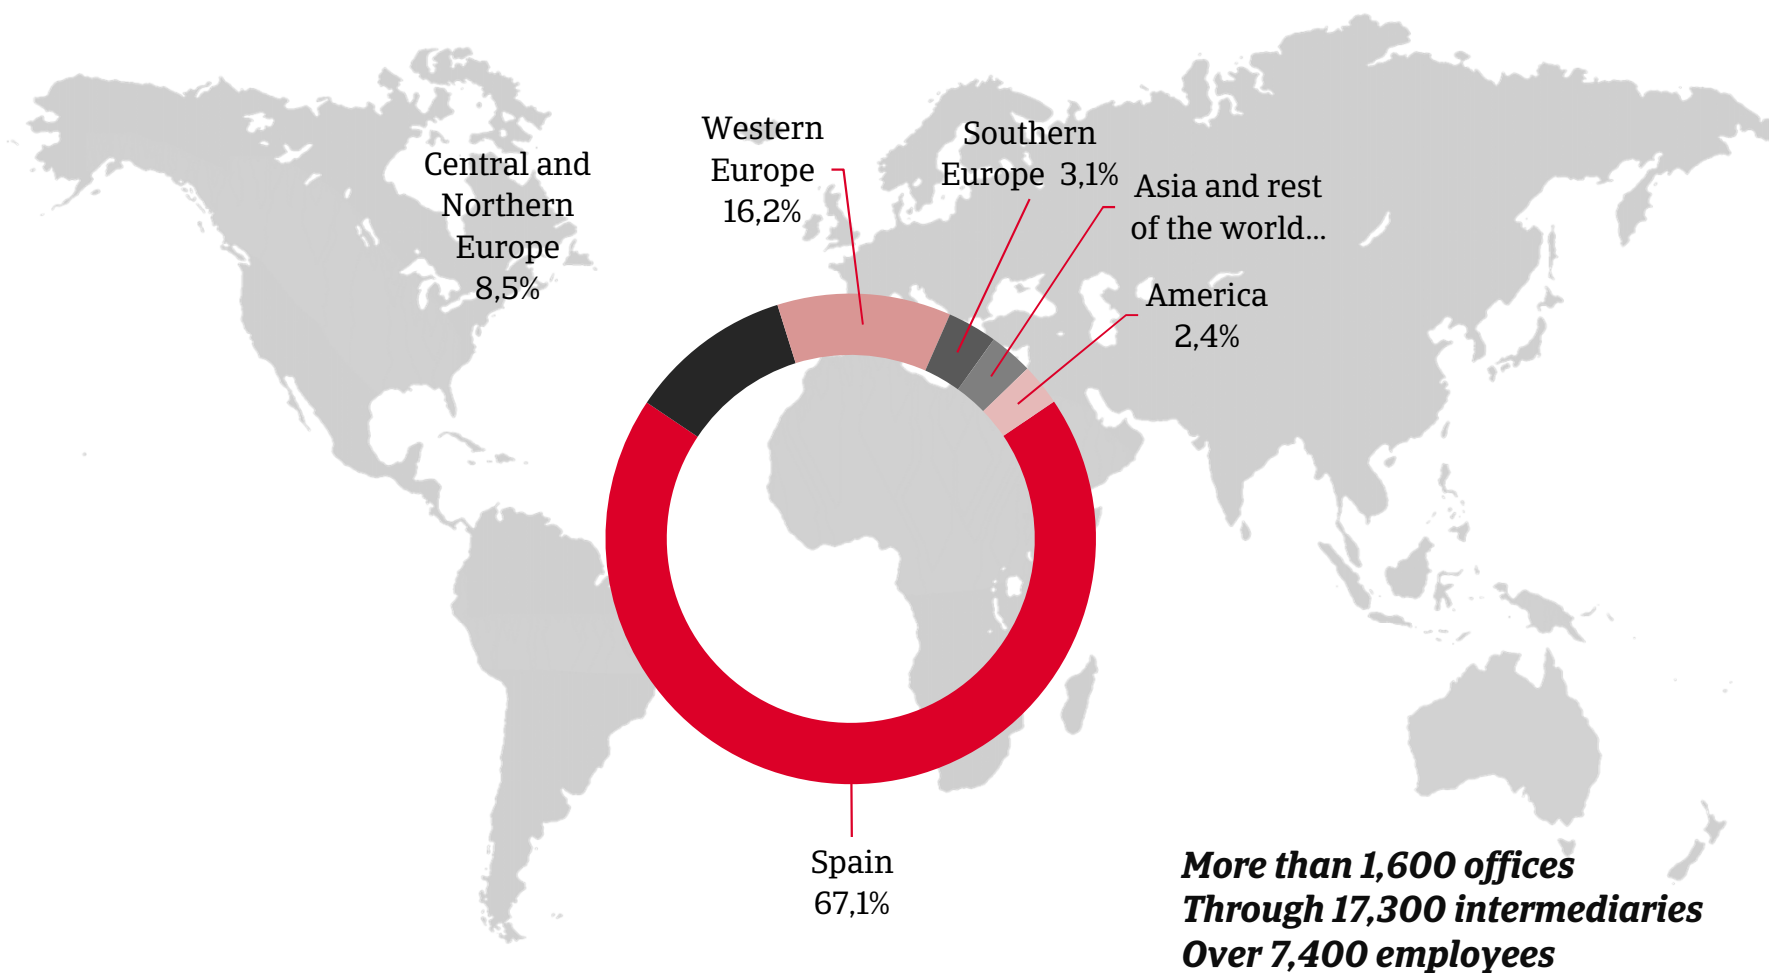 Central and
Northern
Europe
8,5%
Western
Europe
16,2%
Southern
Europe 3,1%
Asia and rest
of the world...
America
2,4%
Spain
67,1%
More than 1,600 offices
Through 17,300 intermediaries
Over 7,400 employees